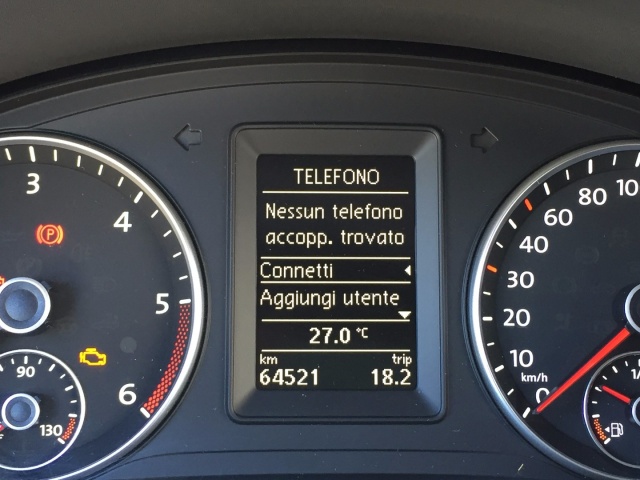 TELEFONO
Nessun telefono
accopp. trovato
Connetti
Aggiungi utente
27.0 °C
km trip
64521 18.2
3
4
5
6
P
90
130
0
10
20
30
40
60
80
km/h